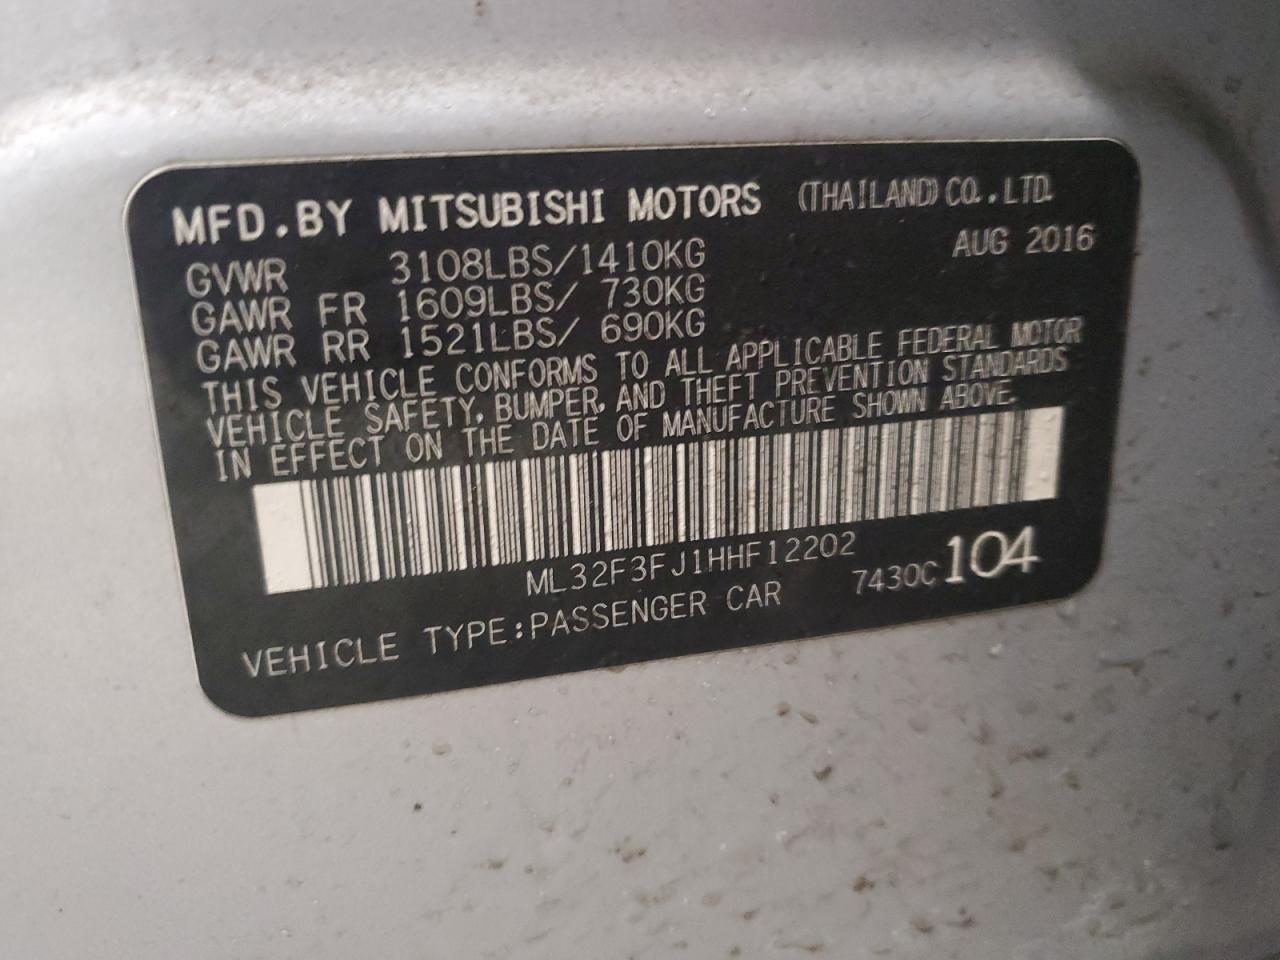 MFD.BY MITSUBISHI MOTORS (THAILAND) CO.,LTD.
AUG 2016
GVWR 3108LBS/1410KG
GAWR FR 1609LBS/ 730KG
GAWR RR 1521LBS/ 690KG
THIS VEHICLE CONFORMS TO ALL APPLICABLE FEDERAL MOTOR
VEHICLE SAFETY, BUMPER, AND THEFT PREVENTION STANDARDS
IN EFFECT ON THE DATE OF MANUFACTURE SHOWN ABOVE.
ML32F3FJ1HHF12202
7430C 104
VEHICLE TYPE:PASSENGER CAR